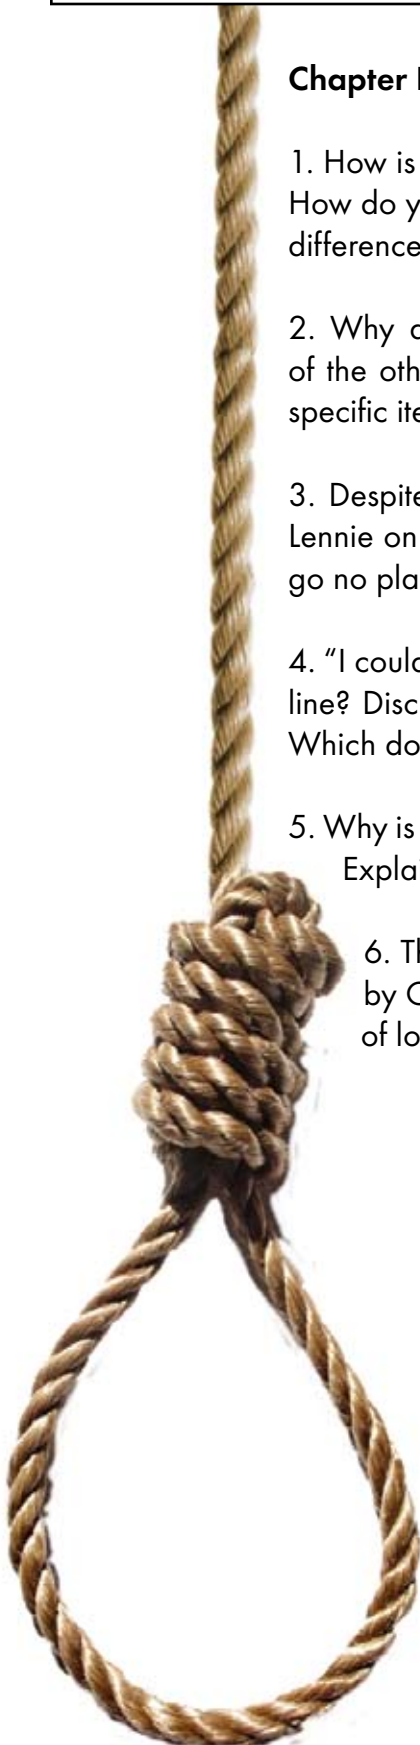 Chapter
1. How is
How do y
difference
2. Why
of the oth
specific ite
3. Despite
Lennie on
go no pla
4. “I could
line? Disc
Which do
5. Why is
Explai
6. Th
by C
of lo